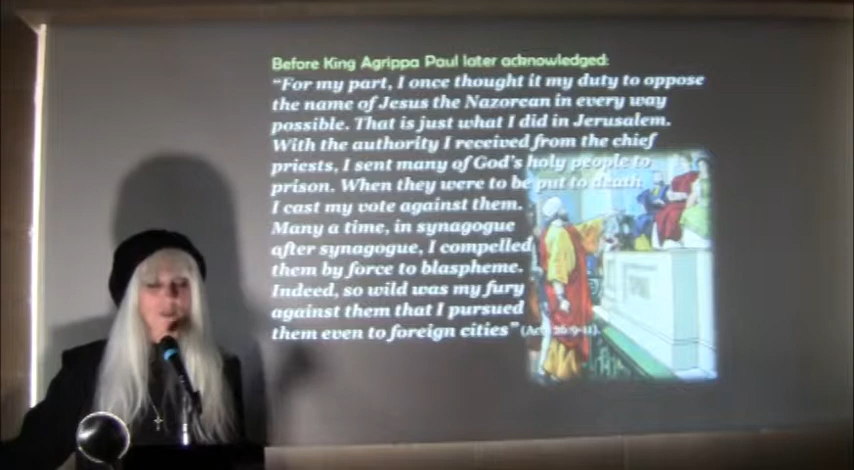 Before King Agrippa Paul later acknowledged:
“For my part, I once thought it my duty to oppose
the name of Jesus the Nazorean in every way
possible. That is just what I did in Jerusalem.
With the authority I received from the chief
priests, I sent many of God’s holy people to
prison. When they were to be put to death
I cast my vote against them.
Many a time, in synagogue
after synagogue, I compelled
them by force to blaspheme.
Indeed, so wild was my fury
against them that I pursued
them even to foreign cities” (Acts 26:9-11).